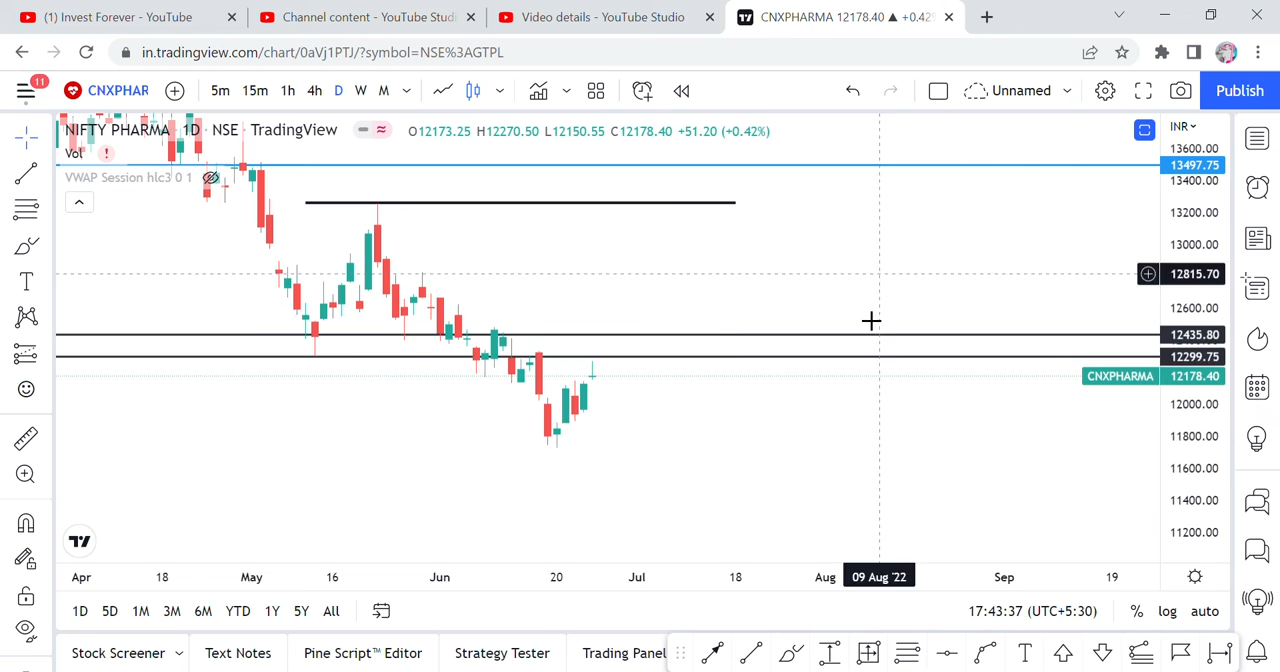 (1) Invest Forever - YouTube
Channel content - YouTube Studi
Video details - YouTube Studio
CNXPHARMA 12178.40 ▲ +0.42%
in.tradingview.com/chart/0aVj1PTJ/?symbol=NSE%3AGTPL
11
CNXPHAR
5m 15m 1h 4h D W M
Unnamed
Publish
NIFTY PHARMA · 1D · NSE · TradingView
O12173.25 H12270.50 L12150.55 C12178.40 +51.20 (+0.42%)
INR
Vol
VWAP Session hlc3 0 1
13600.00
13497.75
13400.00
13200.00
13000.00
12815.70
12600.00
12435.80
12299.75
CNXPHARMA 12178.40
12000.00
11800.00
11600.00
11400.00
11200.00
Apr 18 May 16 Jun 20 Jul 18 Aug 09 Aug '22 Sep 19
1D 5D 1M 3M 6M YTD 1Y 5Y All
17:43:37 (UTC+5:30)
% log auto
Stock Screener
Text Notes
Pine Script™ Editor
Strategy Tester
Trading Panel